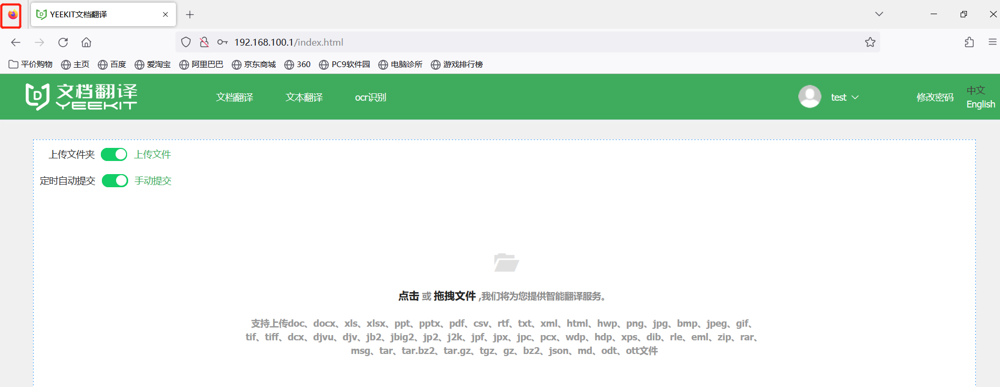 YEEKIT文档翻译
192.168.100.1/index.html
平价购物 主页 百度 爱淘宝 阿里巴巴 京东商城 360 PC9软件园 电脑诊所 游戏排行榜
文档翻译
YEEKIT
文档翻译 文本翻译 ocr识别 test 修改密码 中文
English
上传文件夹 上传文件
定时自动提交 手动提交
点击 或 拖拽文件 ,我们将为您提供智能翻译服务。
支持上传doc、docx、xls、xlsx、ppt、pptx、pdf、csv、rtf、txt、xml、html、hwp、png、jpg、bmp、jpeg、gif、
tif、tiff、dcx、djvu、djv、jb2、jbig2、jp2、j2k、jpf、jpx、jpc、pcx、wdp、hdp、xps、dib、rle、eml、zip、rar、
msg、tar、tar.bz2、tar.gz、tgz、gz、bz2、json、md、odt、ott文件